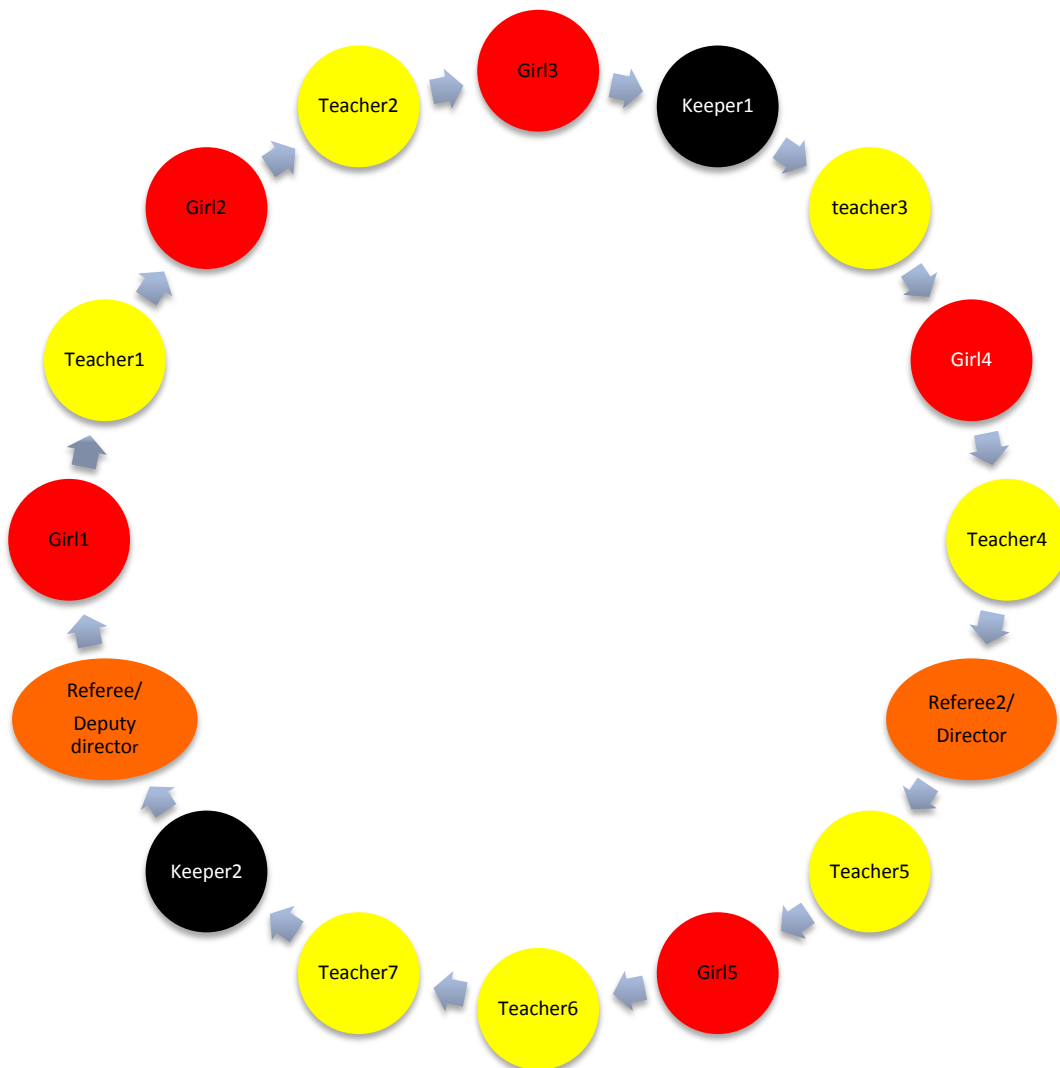 Girl3
Keeper1
teacher3
Girl4
Teacher4
Referee2/
Director
Teacher5
Girl5
Teacher6
Teacher7
Keeper2
Referee/
Deputy
director
Girl1
Teacher1
Girl2
Teacher2